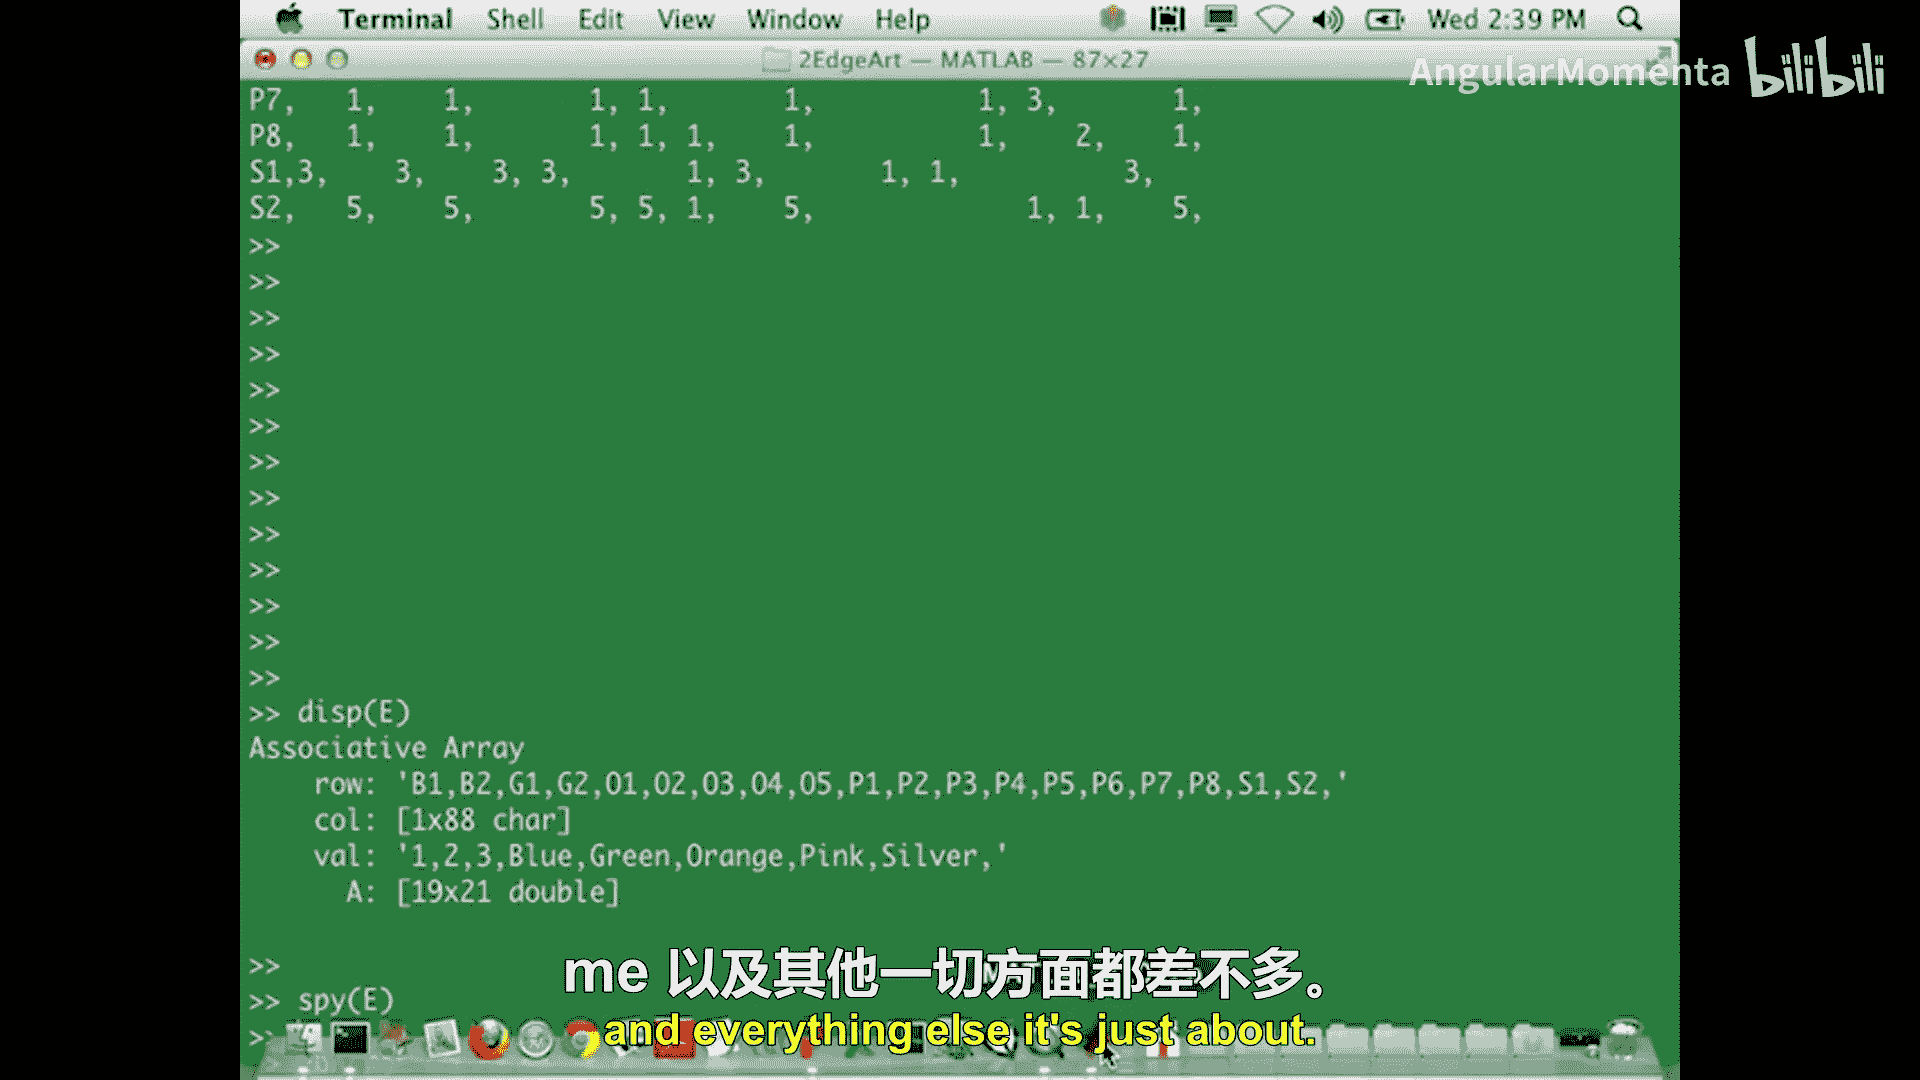 Terminal Shell Edit View Window Help Wed 2:39 PM
2EdgeArt — MATLAB — 87×27
AngularMomenta bilibili
P7, 1, 1, 1, 1, 1, 1, 3, 1,
P8, 1, 1, 1, 1, 1, 1, 1, 2, 1,
S1,3, 3, 3, 3, 1, 3, 1, 1, 3,
S2, 5, 5, 5, 5, 1, 5, 1, 1, 5,
>>
>>
>>
>>
>>
>>
>>
>>
>>
>>
>>
>>
>>
>> disp(E)
Associative Array
row: 'B1,B2,G1,G2,O1,O2,O3,O4,O5,P1,P2,P3,P4,P5,P6,P7,P8,S1,S2,'
col: [1x88 char]
val: '1,2,3,Blue,Green,Orange,Pink,Silver,'
A: [19x21 double]
>>
me 以及其他一切方面都差不多。
>> spy(E)
and everything else it's just about.
>>